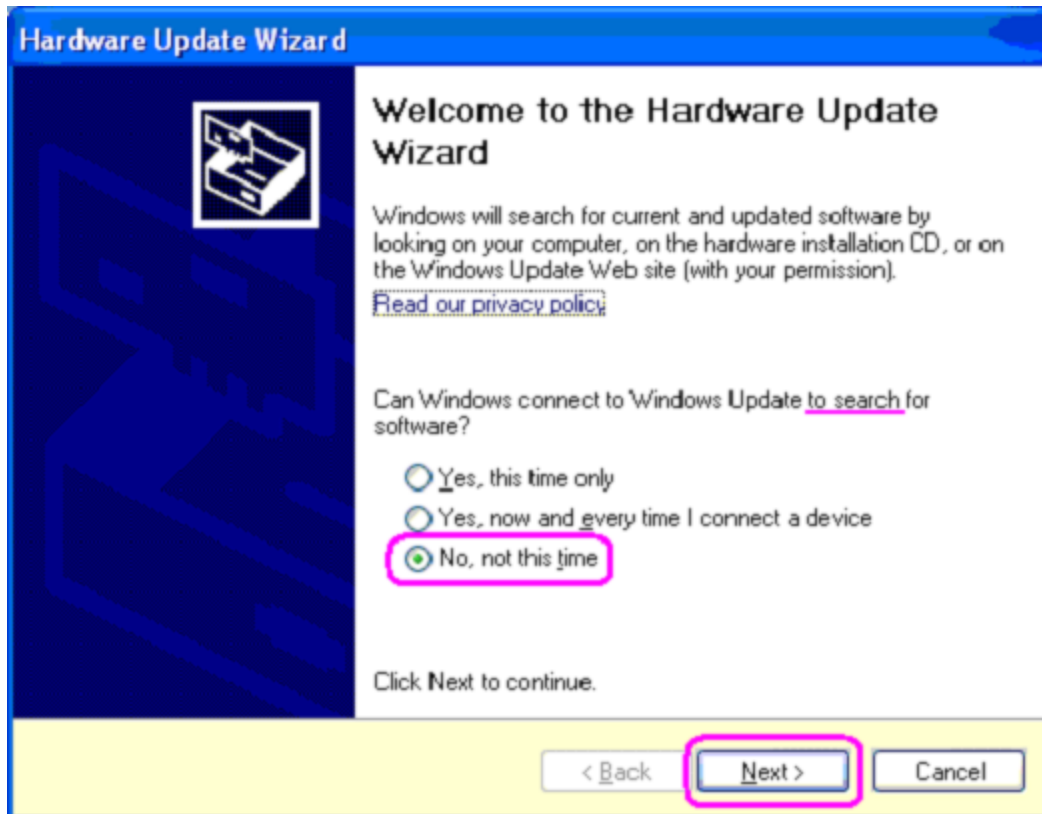 Hardware Update Wizard
Welcome to the Hardware Update
Wizard
Windows will search for current and updated software by
looking on your computer, on the hardware installation CD, or on
the Windows Update Web site (with your permission).
Read our privacy policy
Can Windows connect to Windows Update to search for
software?
Yes, this time only
Yes, now and every time I connect a device
No, not this time
Click Next to continue.
< Back
Next >
Cancel